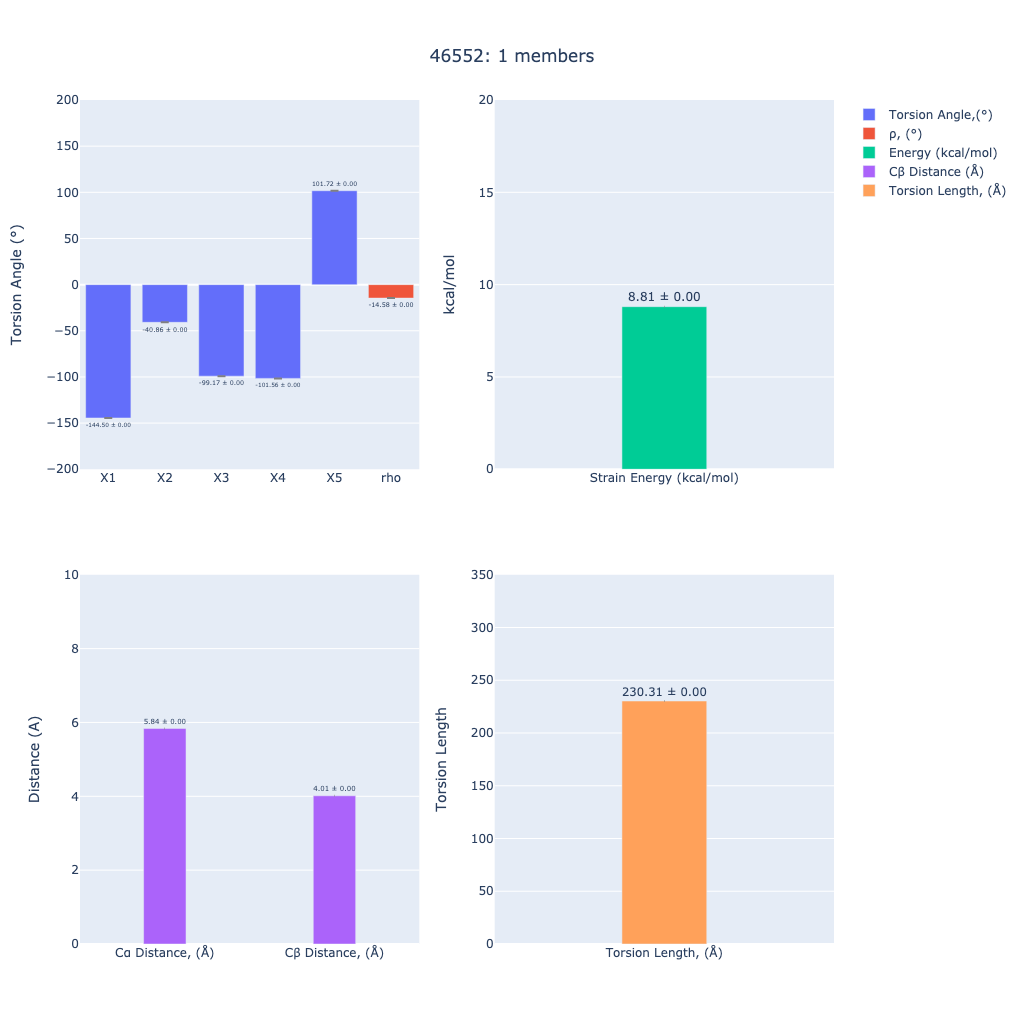 46552: 1 members
Torsion Angle (°)
200
150
100
50
0
−50
−100
−150
−200
-144.50 ± 0.00
-40.86 ± 0.00
-99.17 ± 0.00
-101.56 ± 0.00
101.72 ± 0.00
-14.58 ± 0.00
X1 X2 X3 X4 X5 rho
kcal/mol
20
15
10
5
0
8.81 ± 0.00
Strain Energy (kcal/mol)
Torsion Angle,(°)
ρ, (°)
Energy (kcal/mol)
Cβ Distance (Å)
Torsion Length, (Å)
Distance (A)
10
8
6
4
2
0
5.84 ± 0.00
4.01 ± 0.00
Cα Distance, (Å) Cβ Distance, (Å)
Torsion Length
350
300
250
200
150
100
50
0
230.31 ± 0.00
Torsion Length, (Å)